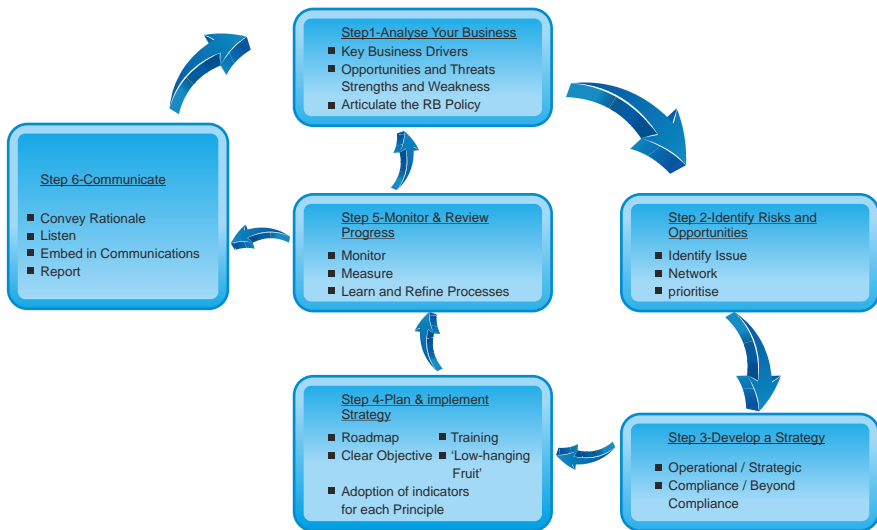 Step1-Analyse Your Business
Key Business Drivers
Opportunities and Threats
Strengths and Weakness
Articulate the RB Policy
Step 2-Identify Risks and
Opportunities
Identify Issue
Network
prioritise
Step 3-Develop a Strategy
Operational / Strategic
Compliance / Beyond
Compliance
Step 4-Plan & implement
Strategy
Roadmap
Clear Objective
Training
‘Low-hanging
Fruit’
Adoption of indicators
for each Principle
Step 5-Monitor & Review
Progress
Monitor
Measure
Learn and Refine Processes
Step 6-Communicate
Convey Rationale
Listen
Embed in Communications
Report